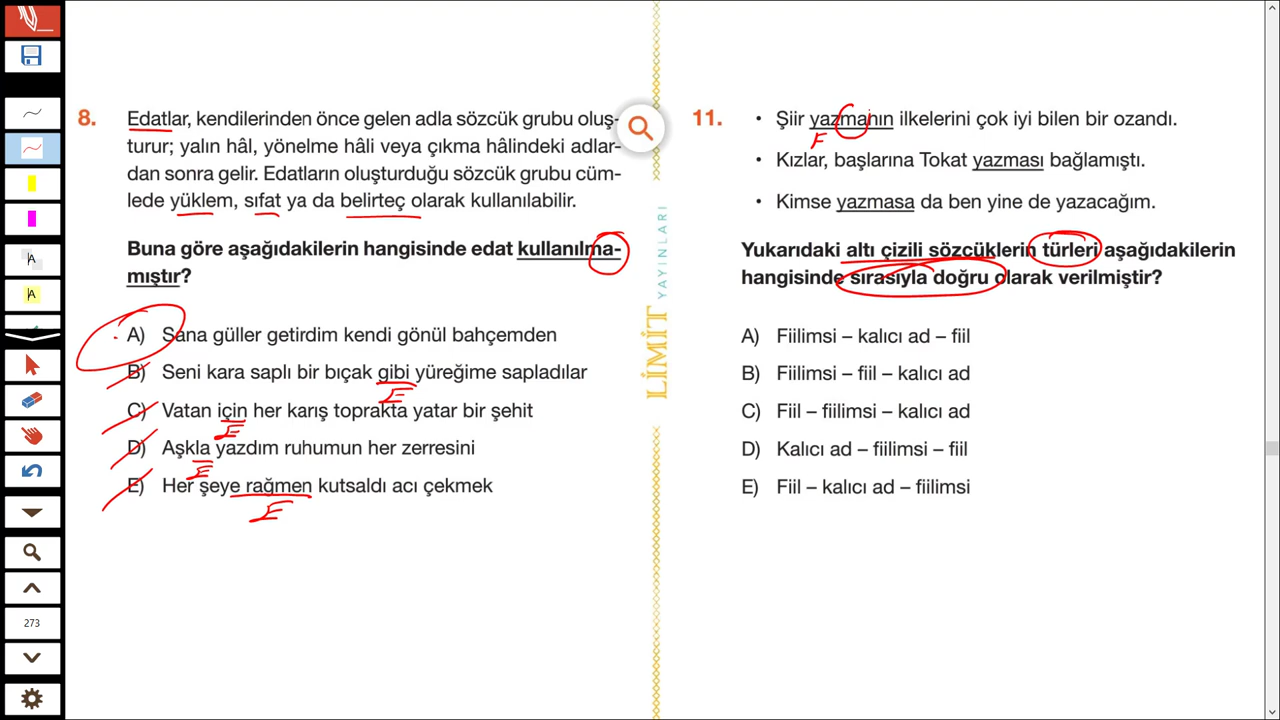 8.
Edatlar, kendilerinden önce gelen adla sözcük grubu oluş-
turur; yalın hâl, yönelme hâli veya çıkma hâlindeki adlar-
dan sonra gelir. Edatların oluşturduğu sözcük grubu cüm-
lede yüklem, sıfat ya da belirteç olarak kullanılabilir.
Buna göre aşağıdakilerin hangisinde edat kullanılma-
mıştır?
A) Sana güller getirdim kendi gönül bahçemden
B) Seni kara saplı bir bıçak gibi yüreğime sapladılar
E
C) Vatan için her karış toprakta yatar bir şehit
E
D) Aşkla yazdım ruhumun her zerresini
E
E) Her şeye rağmen kutsaldı acı çekmek
E
LİMİT YAYINLARI
11.
• Şiir yazmanın ilkelerini çok iyi bilen bir ozandı.
F
• Kızlar, başlarına Tokat yazması bağlamıştı.
• Kimse yazmasa da ben yine de yazacağım.
Yukarıdaki altı çizili sözcüklerin türleri aşağıdakilerin
hangisinde sırasıyla doğru olarak verilmiştir?
A) Fiilimsi – kalıcı ad – fiil
B) Fiilimsi – fiil – kalıcı ad
C) Fiil – fiilimsi – kalıcı ad
D) Kalıcı ad – fiilimsi – fiil
E) Fiil – kalıcı ad – fiilimsi
A
A
273